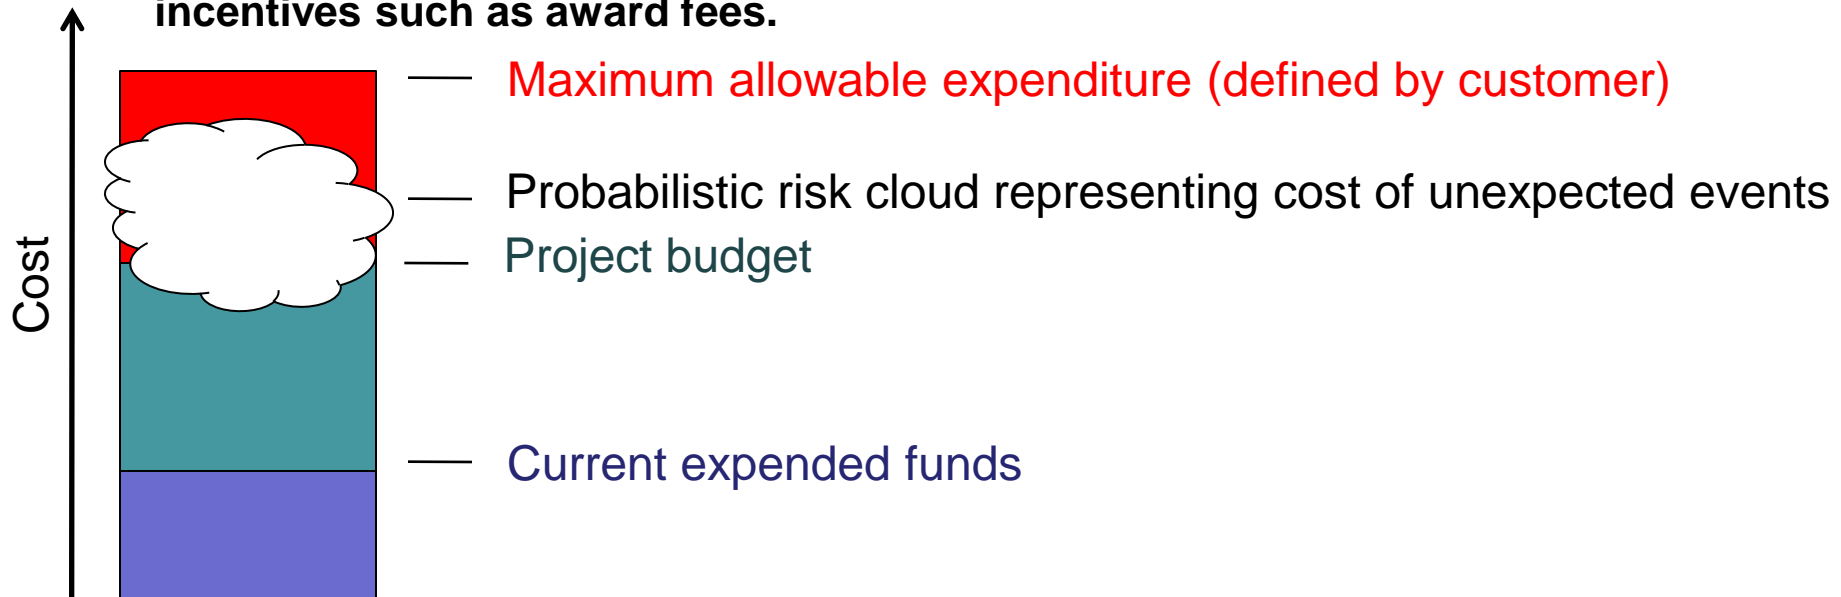 incentives such as award fees.
Maximum allowable expenditure (defined by customer)
Probabilistic risk cloud representing cost of unexpected events
Project budget
Cost
Current expended funds